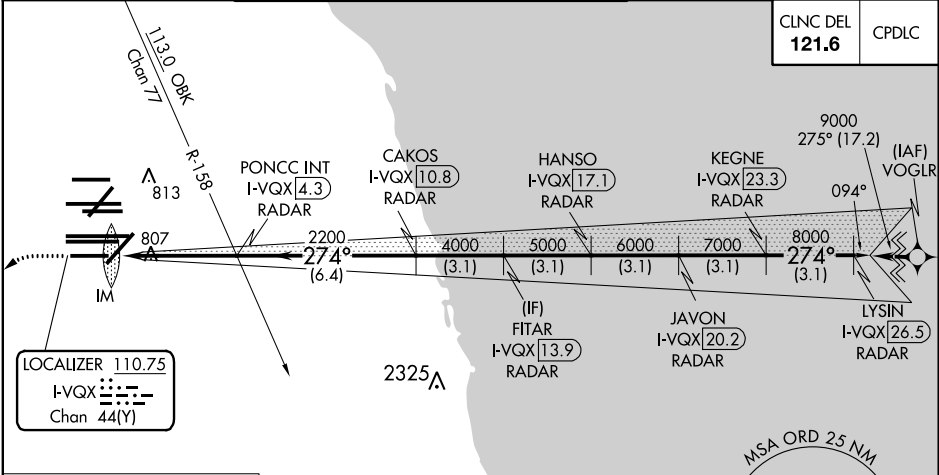 CLNC DEL
121.6
CPDLC
113.0 OBK
Chan 77
R-158
813
807
IM
PONCC INT
I-VQX 4.3
RADAR
CAKOS
I-VQX 10.8
RADAR
HANSO
I-VQX 17.1
RADAR
KEGNE
I-VQX 23.3
RADAR
9000
275° (17.2)
(IAF)
VOGLR
094°
2200
274°
(6.4)
4000
(3.1)
5000
(3.1)
6000
(3.1)
7000
(3.1)
8000
274°
(3.1)
(IF)
FITAR
I-VQX 13.9
RADAR
JAVON
I-VQX 20.2
RADAR
LYSIN
I-VQX 26.5
RADAR
LOCALIZER 110.75
I-VQX
Chan 44(Y)
2325
MSA ORD 25 NM